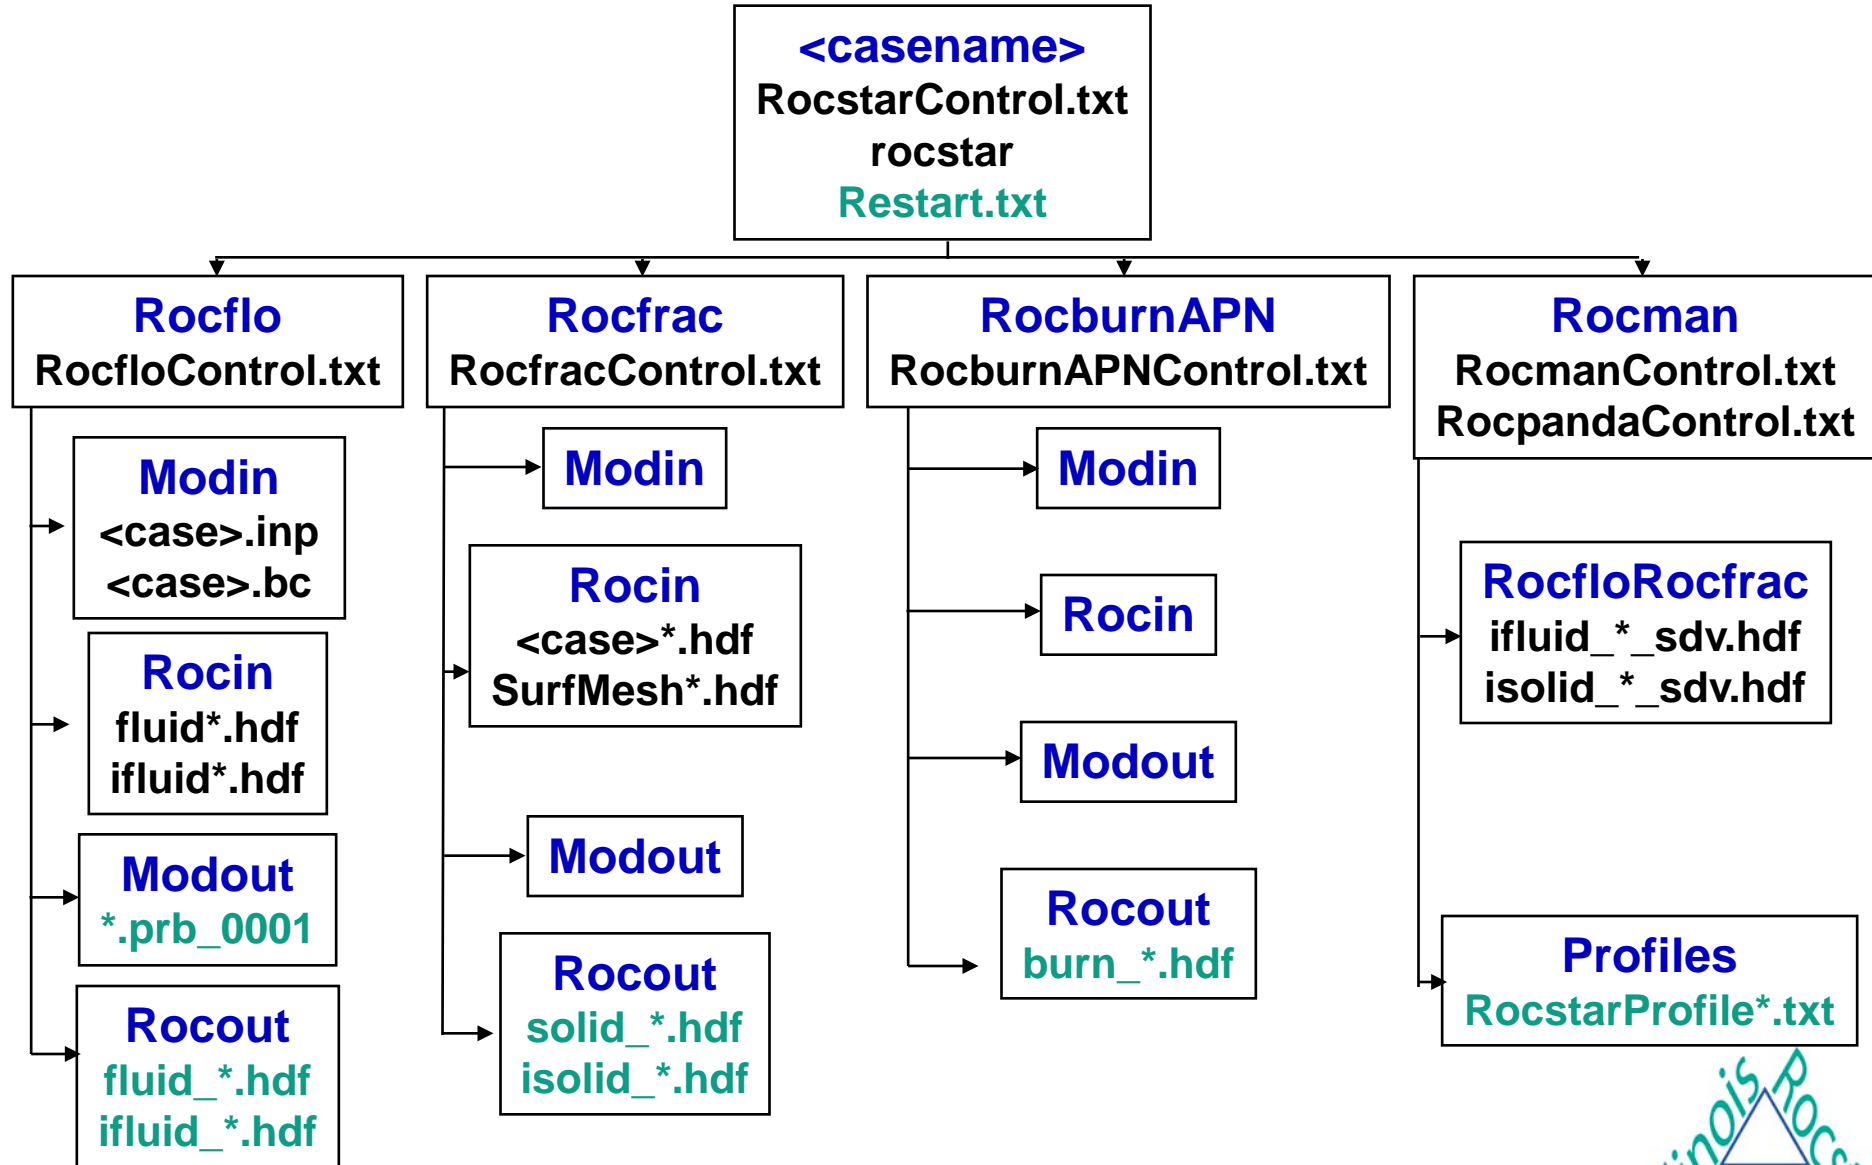 <casename>
RocstarControl.txt
rocstar
Restart.txt
Rocflo
RocfloControl.txt
Modin
<case>.inp
<case>.bc
Rocin
fluid*.hdf
ifluid*.hdf
Modout
*.prb_0001
Rocout
fluid_*.hdf
ifluid_*.hdf
Rocfrac
RocfracControl.txt
Modin
Rocin
<case>*.hdf
SurfMesh*.hdf
Modout
Rocout
solid_*.hdf
isolid_*.hdf
RocburnAPN
RocburnAPNControl.txt
Modin
Rocin
Modout
Rocout
burn_*.hdf
Rocman
RocmanControl.txt
RocpandaControl.txt
RocfloRocfrac
ifluid_*_sdv.hdf
isolid_*_sdv.hdf
Profiles
RocstarProfile*.txt